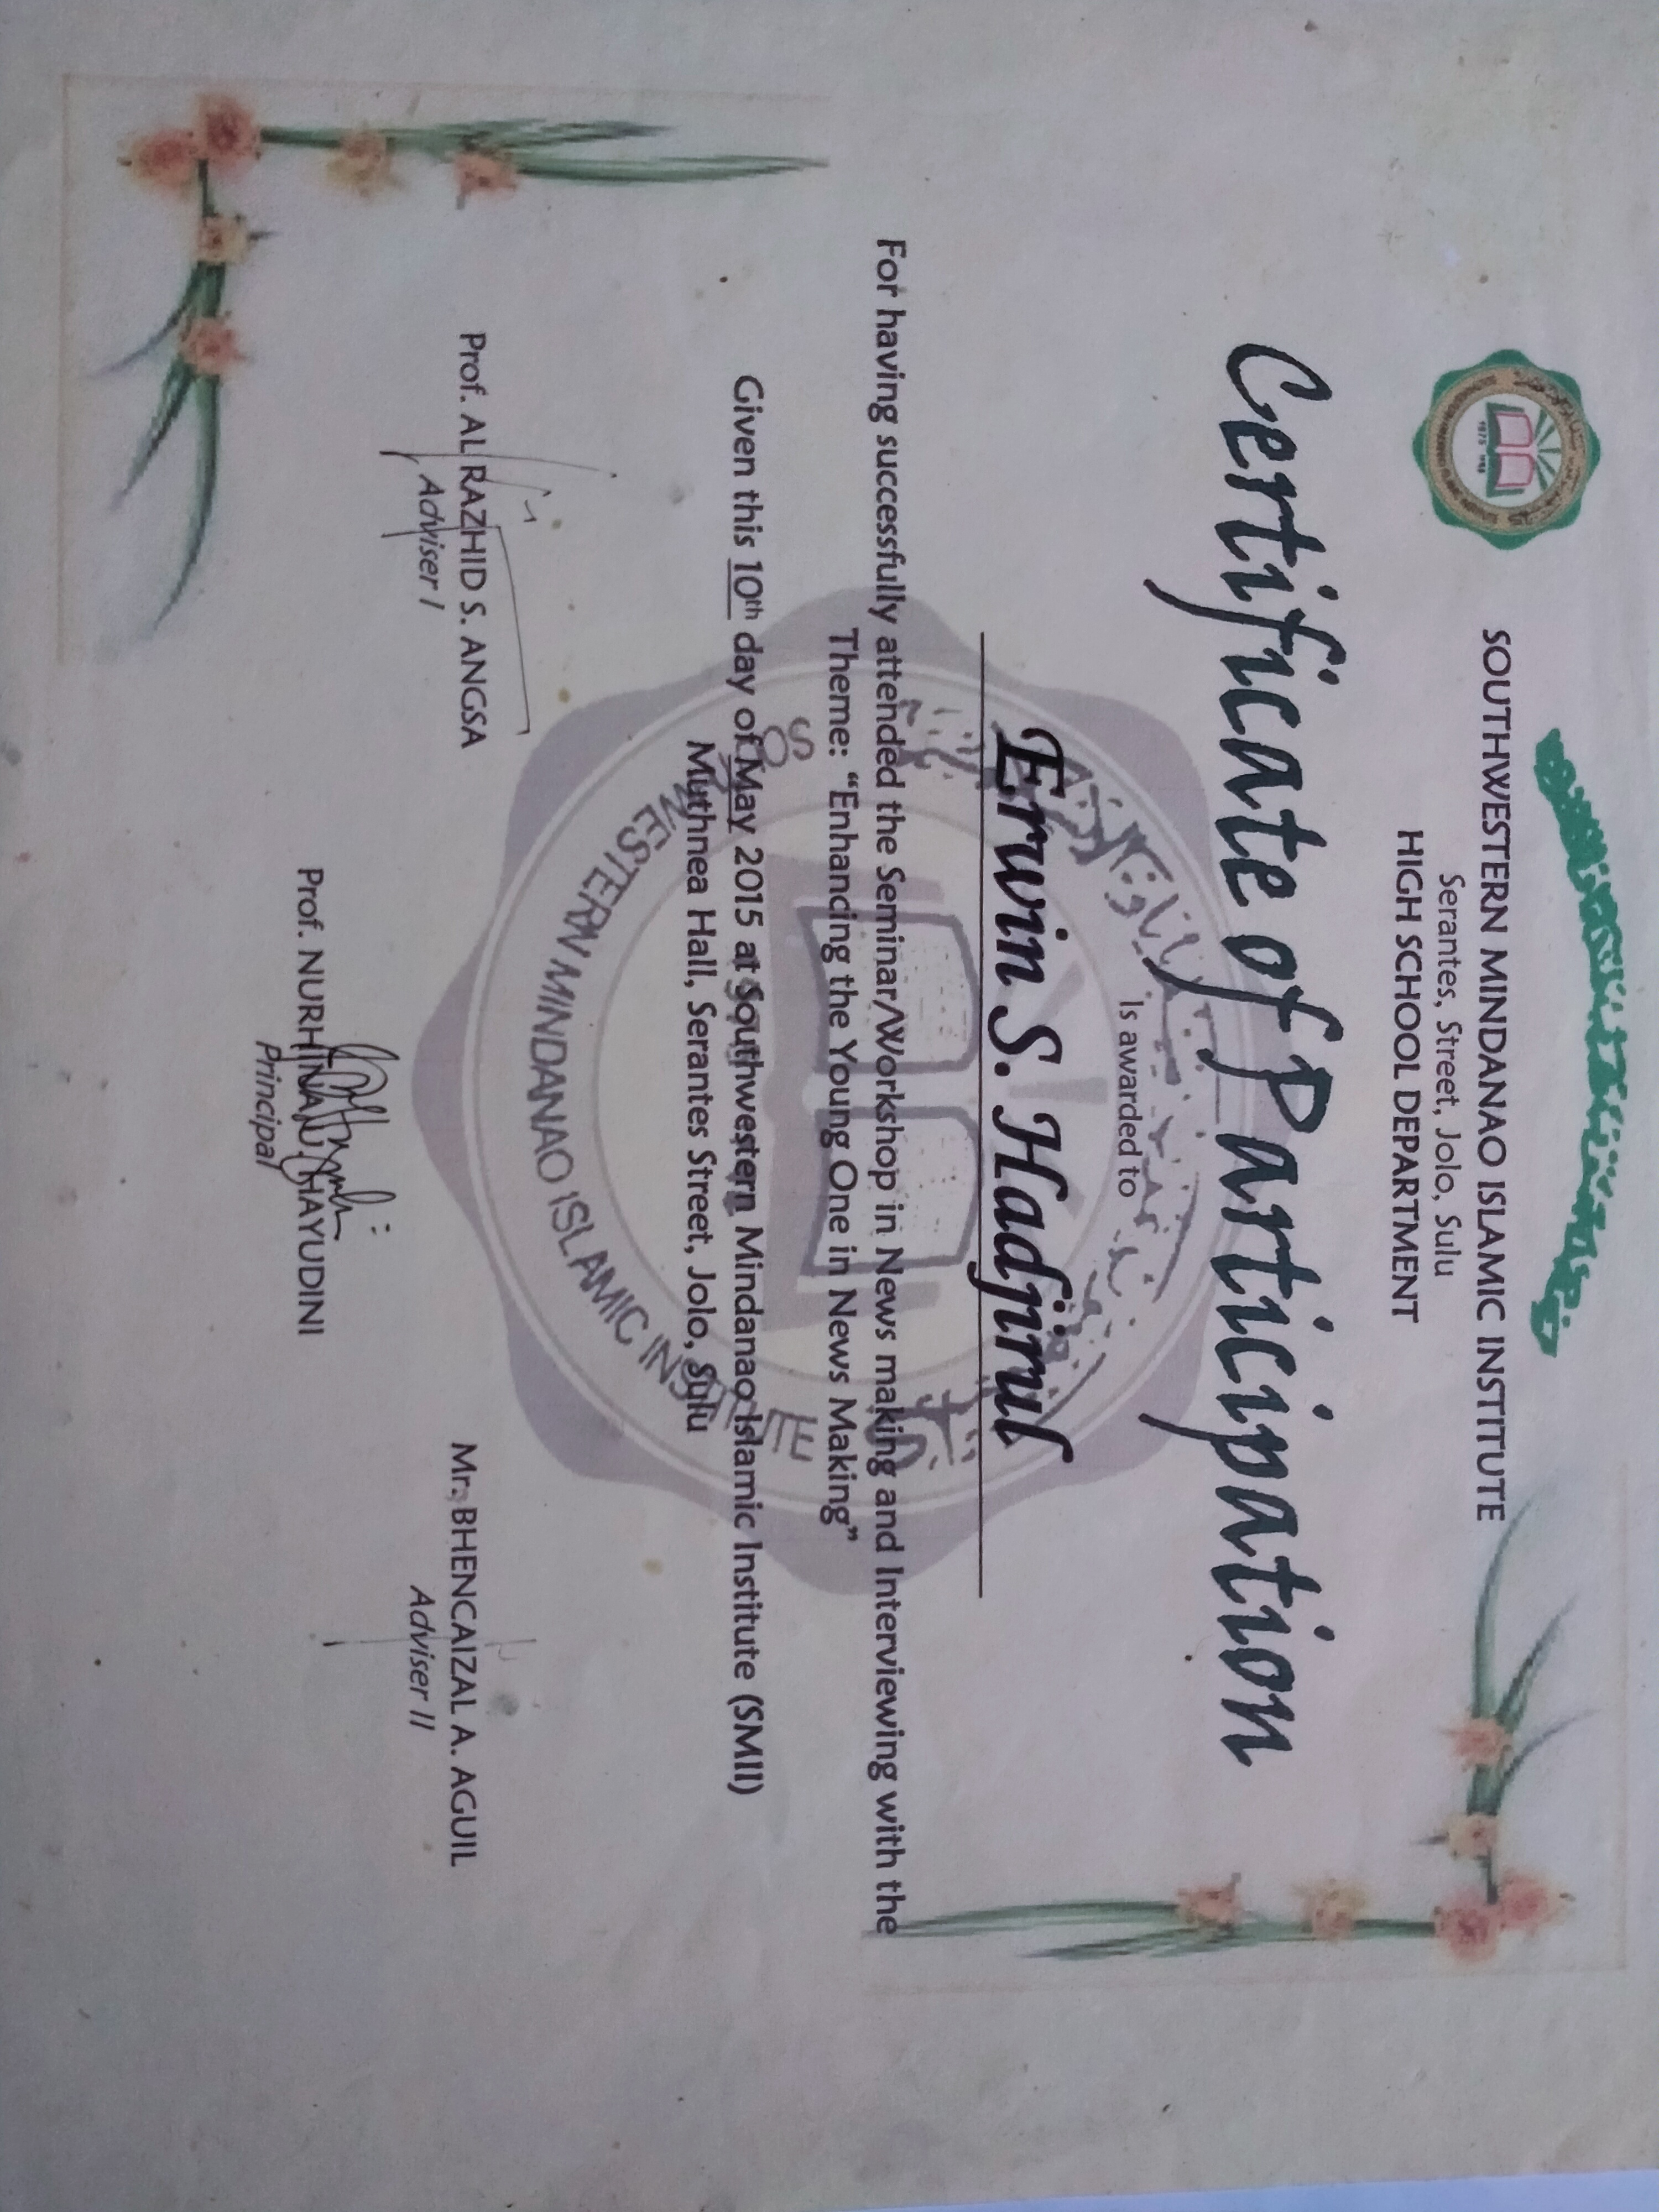 SOUTHWESTERN MINDANAO ISLAMIC INSTITUTE
Serantes, Street, Jolo, Sulu
HIGH SCHOOL DEPARTMENT
1975
Certificate of Participation
Is awarded to
Erwin S. Hadjirul
For having successfully attended the Seminar/Workshop in News making and Interviewing with the
Theme: “Enhancing the Young One in News Making”
Given this 10th day of May 2015 at Southwestern Mindanao Islamic Institute (SMII)
Muthnea Hall, Serantes Street, Jolo, Sulu
SOUTHWESTERN MINDANAO ISLAMIC INSTITUTE
Prof. AL RAZHID S. ANGSA
Adviser I
Mr. BHENCAIZAL A. AGUIL
Adviser II
Prof. NURHINA U. HAYUDINI
Principal